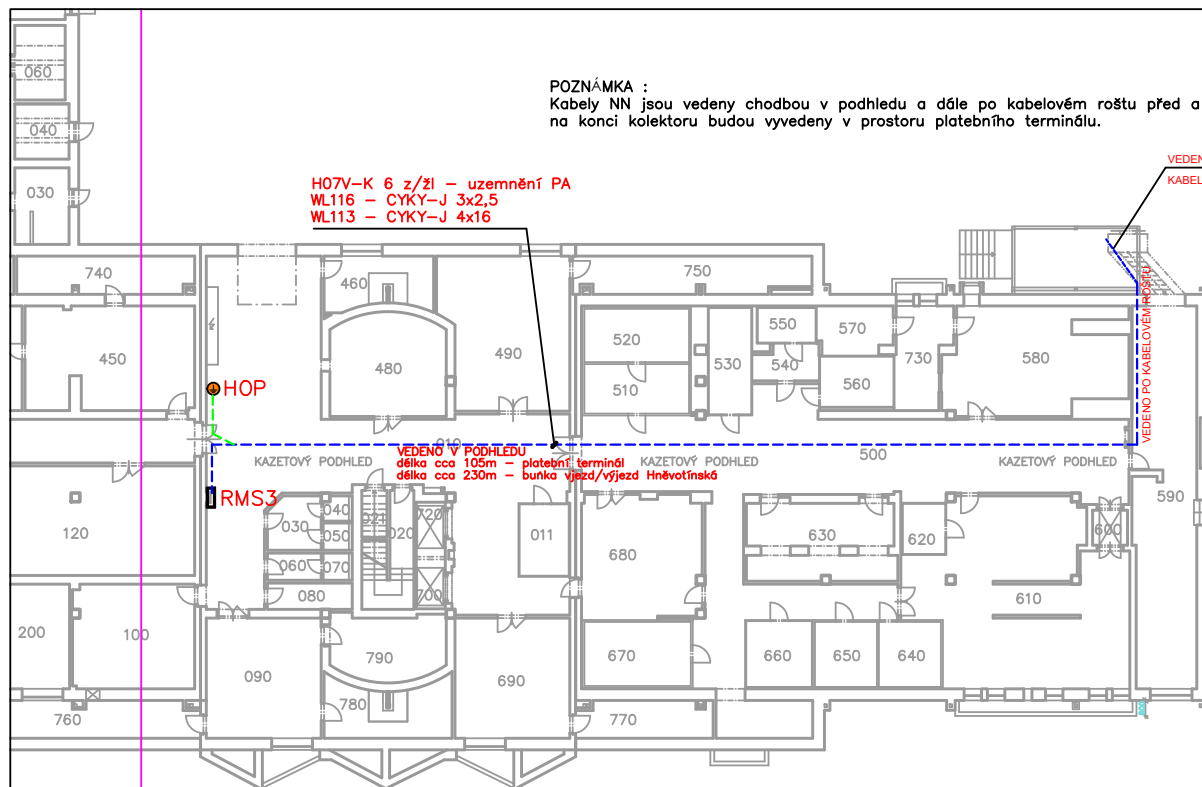 060
040
030
POZNÁMKA :
Kabely NN jsou vedeny chodbou v podhledu a dále po kabelovém roštu před a
na konci kolektoru budou vyvedeny v prostoru platebního terminálu.
H07V-K 6 z/žl - uzemnění PA
WL116 - CYKY-J 3x2,5
WL113 - CYKY-J 4x16
VEDEN
KABEL
740
460
750
450
480
490
520
510
530
550
540
570
560
730
580
VEDENO PO KABELOVÉM ROŠTU
HOP
010
500
VEDENO V PODHLEDU
délka cca 105m - platební terminál
délka cca 230m - buňka vjezd/výjezd Hněvotínská
KAZETOVÝ PODHLED
KAZETOVÝ PODHLED
KAZETOVÝ PODHLED
RMS3
590
120
030
040
050
060
070
080
021
020
720
700
011
680
630
620
600
610
200
100
090
790
780
690
670
660
650
640
760
770